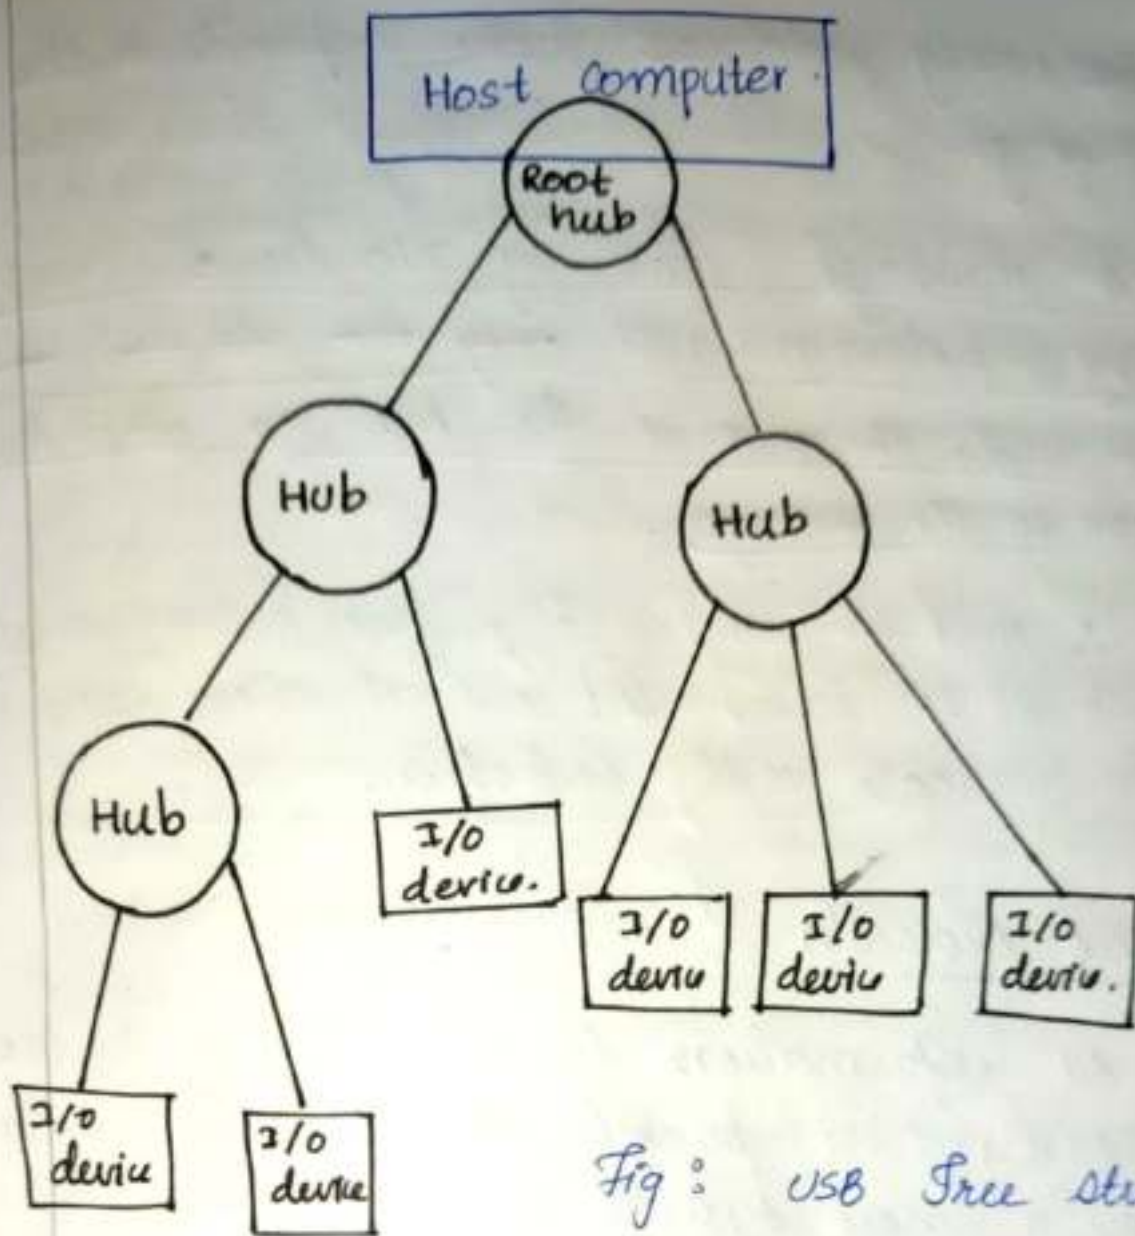 Host Computer
Root
hub
Hub
Hub
Hub
I/O
device.
I/O
device
I/O
device
I/O
device.
I/O
device
I/O
device
Fig : USB Tree